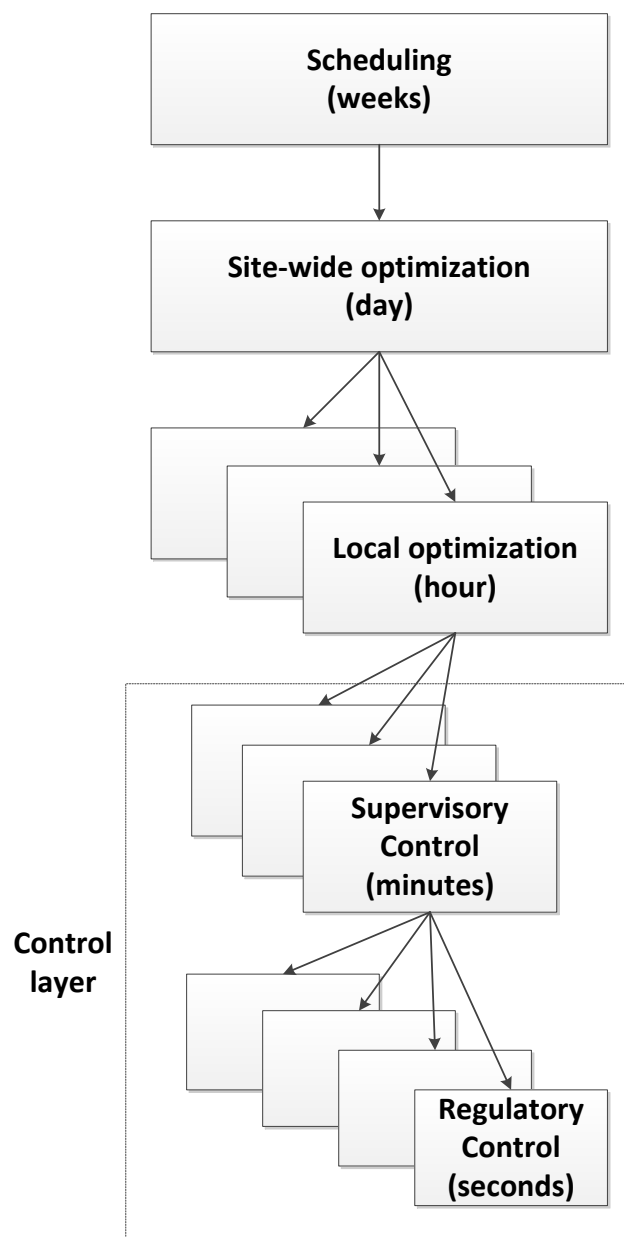 Scheduling
(weeks)
Site-wide optimization
(day)
Local optimization
(hour)
Supervisory
Control
(minutes)
Control
layer
Regulatory
Control
(seconds)